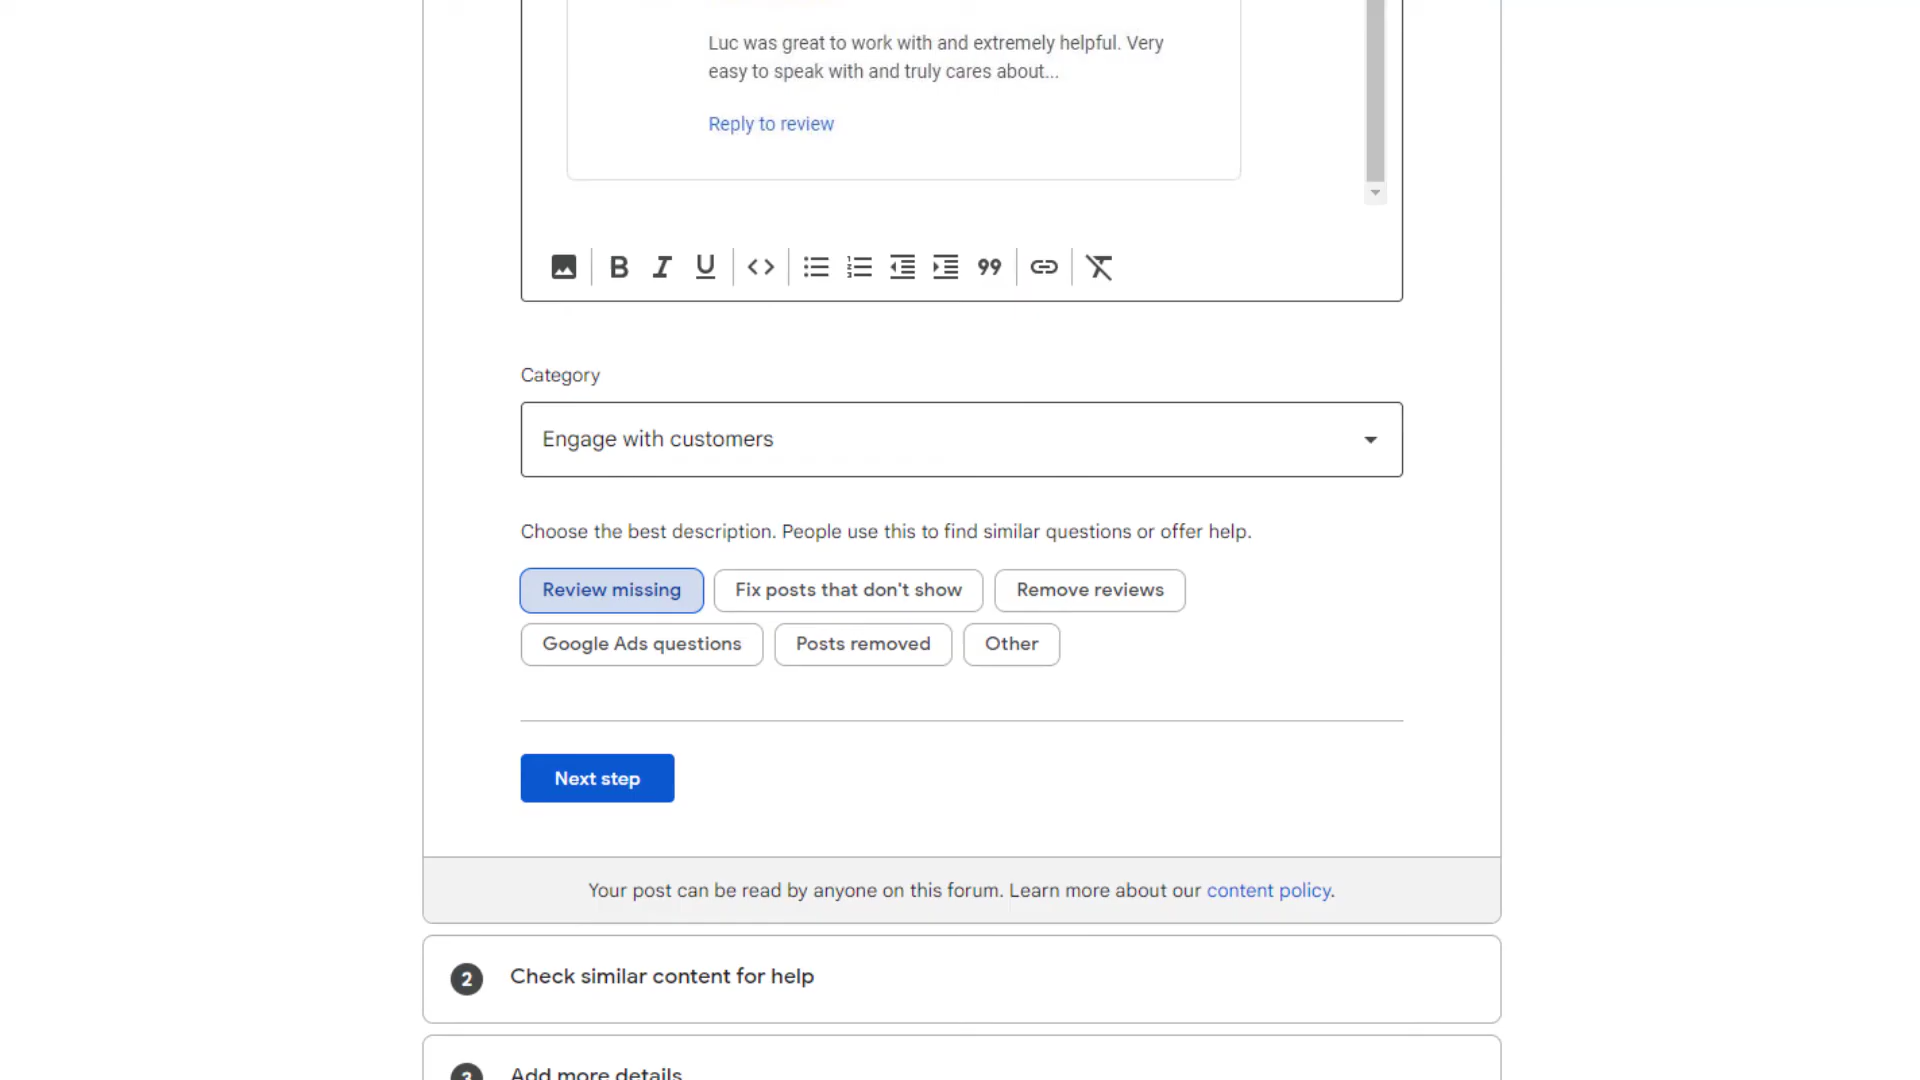 Luc was great to work with and extremely helpful. Very
easy to speak with and truly cares about...
Reply to review
Category
Engage with customers
Choose the best description. People use this to find similar questions or offer help.
Review missing
Fix posts that don't show
Remove reviews
Google Ads questions
Posts removed
Other
Next step
Your post can be read by anyone on this forum. Learn more about our content policy.
2 Check similar content for help
3 Add more details